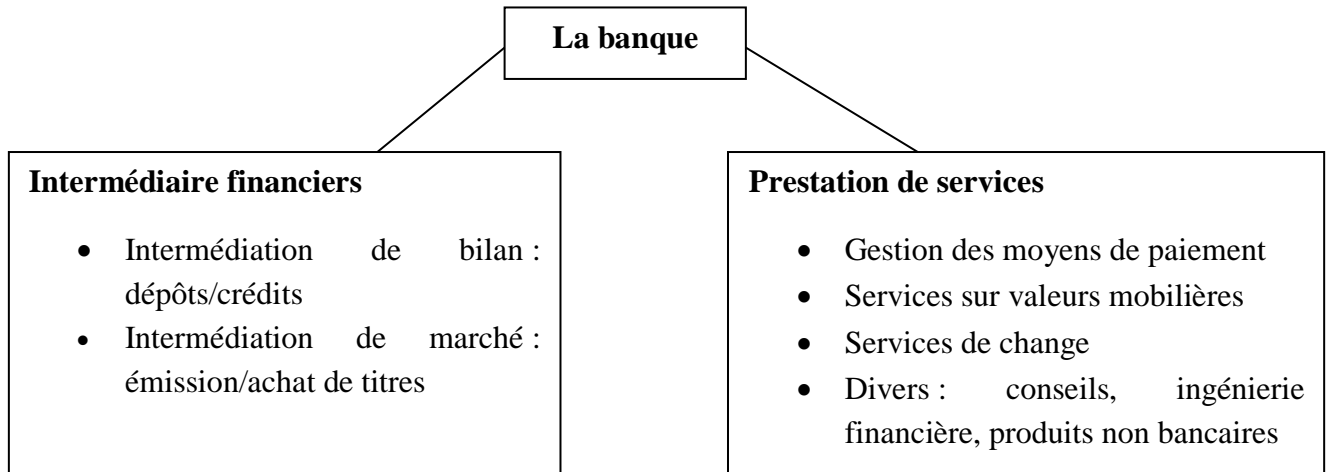 La banque
Intermédiaire financiers
• Intermédiation de bilan :
dépôts/crédits
• Intermédiation de marché :
émission/achat de titres
Prestation de services
• Gestion des moyens de paiement
• Services sur valeurs mobilières
• Services de change
• Divers : conseils, ingénierie
financière, produits non bancaires